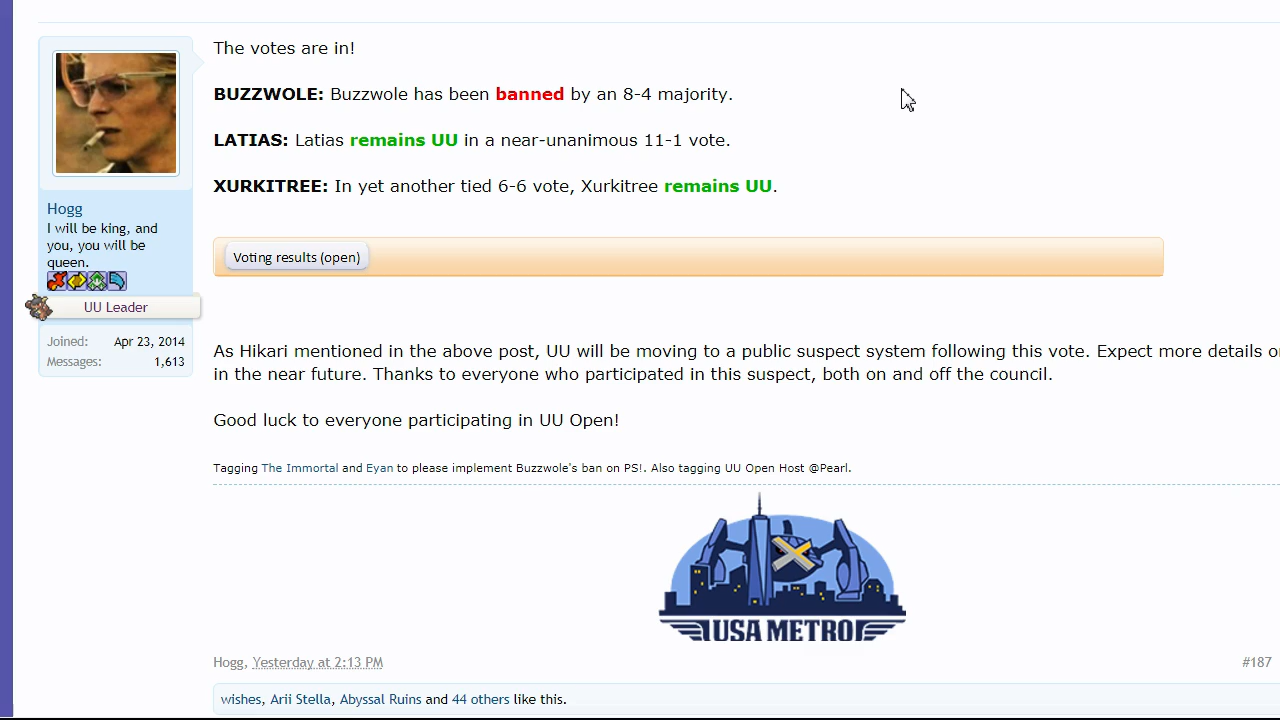 The votes are in!
BUZZWOLE: Buzzwole has been banned by an 8-4 majority.
LATIAS: Latias remains UU in a near-unanimous 11-1 vote.
XURKITREE: In yet another tied 6-6 vote, Xurkitree remains UU.
Hogg
I will be king, and
you, you will be
queen.
UU Leader
Joined: Apr 23, 2014
Messages: 1,613
Voting results (open)
As Hikari mentioned in the above post, UU will be moving to a public suspect system following this vote. Expect more details
in the near future. Thanks to everyone who participated in this suspect, both on and off the council.
Good luck to everyone participating in UU Open!
Tagging The Immortal and Eyan to please implement Buzzwole's ban on PS!. Also tagging UU Open Host @Pearl.
USA METRO
Hogg, Yesterday at 2:13 PM
#187
wishes, Arii Stella, Abyssal Ruins and 44 others like this.